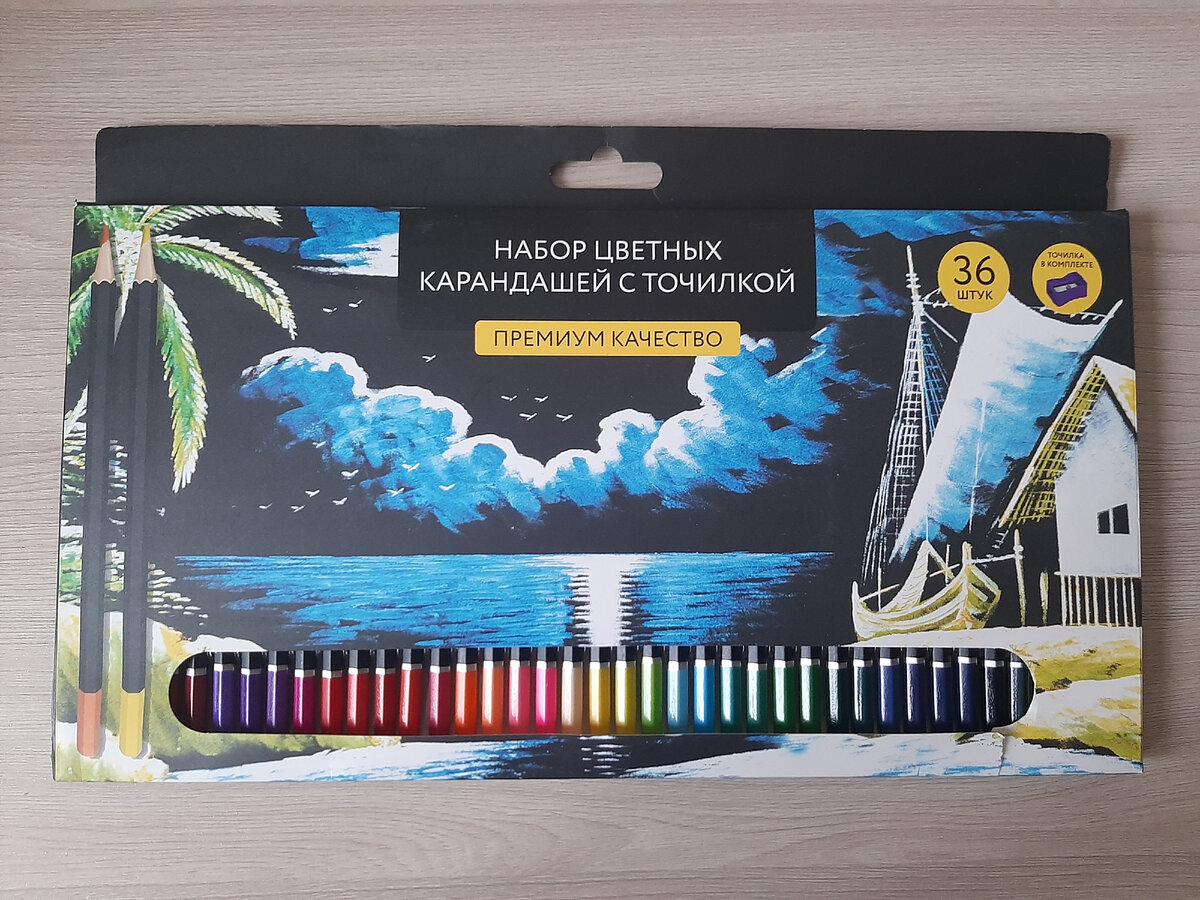 НАБОР ЦВЕТНЫХ
КАРАНДАШЕЙ С ТОЧИЛКОЙ
ПРЕМИУМ КАЧЕСТВО
36
ШТУК
ТОЧИЛКА
В КОМПЛЕКТЕ